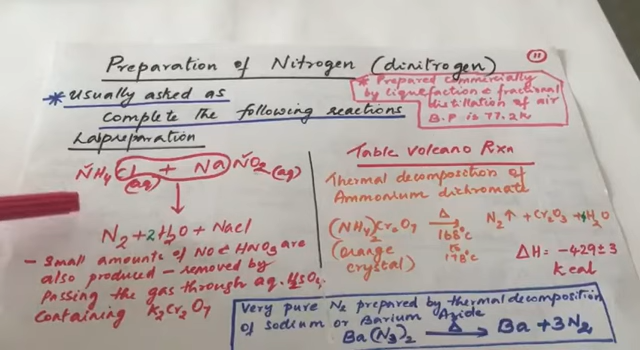 Preparation of Nitrogen (dinitrogen)
11
* Usually asked as
complete the following reactions
Labpreparation
* Prepared commercially
by liquefaction & fractional
distillation of air
B.P is 77.2K
NH4Cl + NaNO2 (aq)
(aq)
N2 + 2H2O + NaCl
- Small amounts of NO & HNO3 are
also produced - removed by
Passing the gas through aq. H2SO4
containing K2Cr2O7
Table Volcano Rxn
Thermal decomposition of
Ammonium dichromate
(NH4)2Cr2O7 Δ→ N2↑ + Cr2O3 + 4H2O
168°C
to
178°C
(orange
crystal)
ΔH = -429±3
kcal
Very pure N2 prepared by thermal decomposition
of sodium or Barium Azide
Ba(N3)2 Δ→ Ba + 3N2